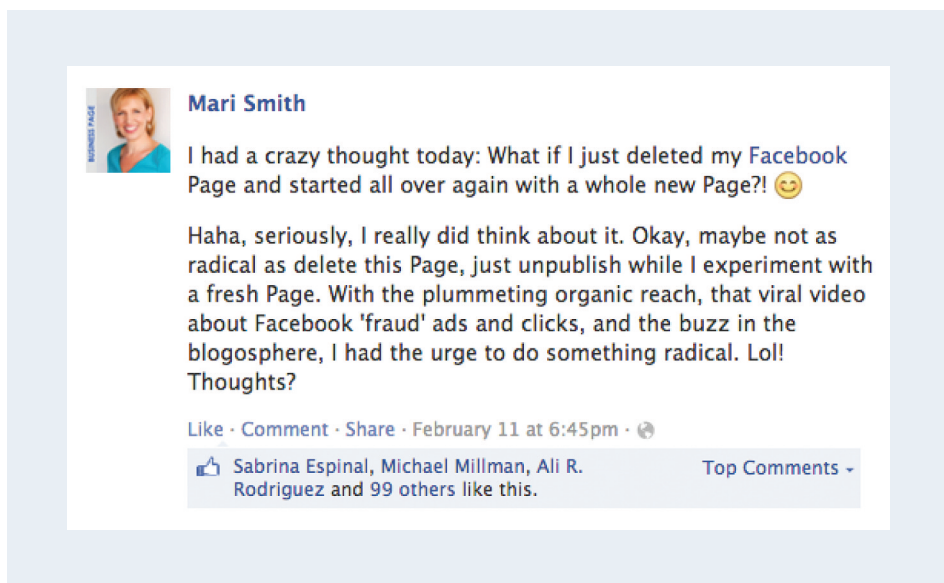 BUSINESS PAGE
Mari Smith
I had a crazy thought today: What if I just deleted my Facebook
Page and started all over again with a whole new Page?! 😊
Haha, seriously, I really did think about it. Okay, maybe not as
radical as delete this Page, just unpublish while I experiment with
a fresh Page. With the plummeting organic reach, that viral video
about Facebook 'fraud' ads and clicks, and the buzz in the
blogosphere, I had the urge to do something radical. Lol!
Thoughts?
Like · Comment · Share · February 11 at 6:45pm ·
Sabrina Espinal, Michael Millman, Ali R. Top Comments
Rodriguez and 99 others like this.